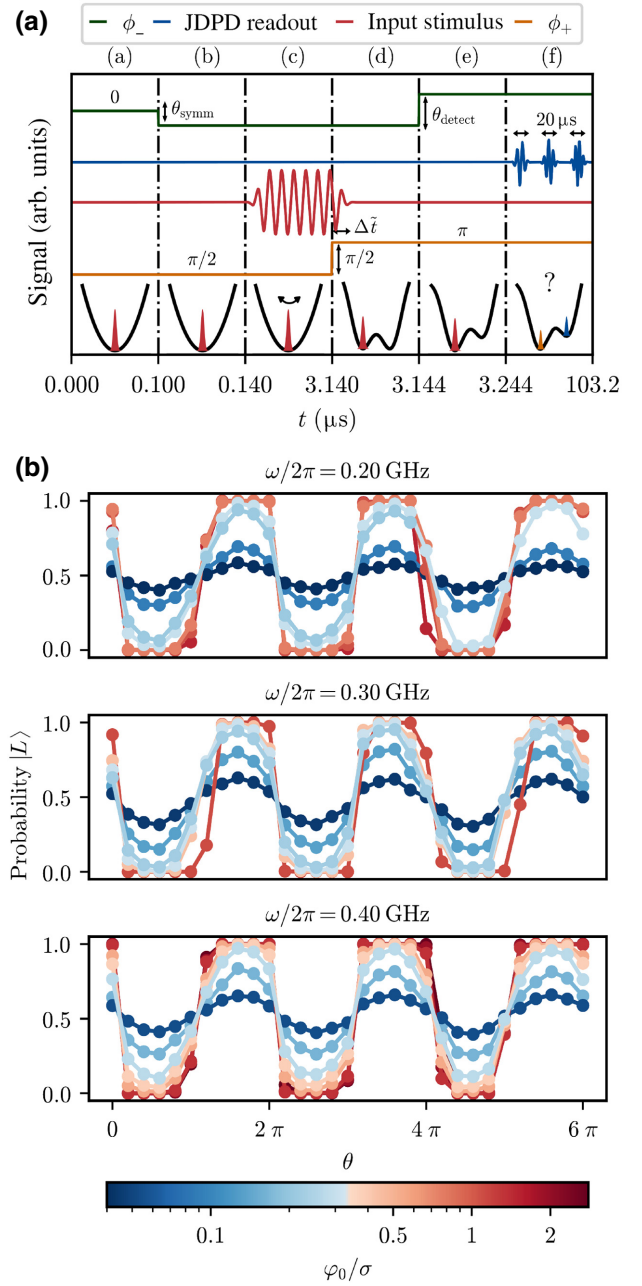 (a)
ϕ_ JDPD readout Input stimulus ϕ+
(a) (b) (c) (d) (e) (f)
0
θsymm
θdetect
20 μs
Δt̃
π
π/2
π/2
?
Signal (arb. units)
0.000 0.100 0.140 3.140 3.144 3.244 103.2
t (μs)
(b)
ω/2π = 0.20 GHz
1.0
0.5
0.0
ω/2π = 0.30 GHz
1.0
0.5
0.0
Probability |L⟩
ω/2π = 0.40 GHz
1.0
0.5
0.0
0 2 π 4 π 6 π
θ
0.1 0.5 1 2
φ0/σ